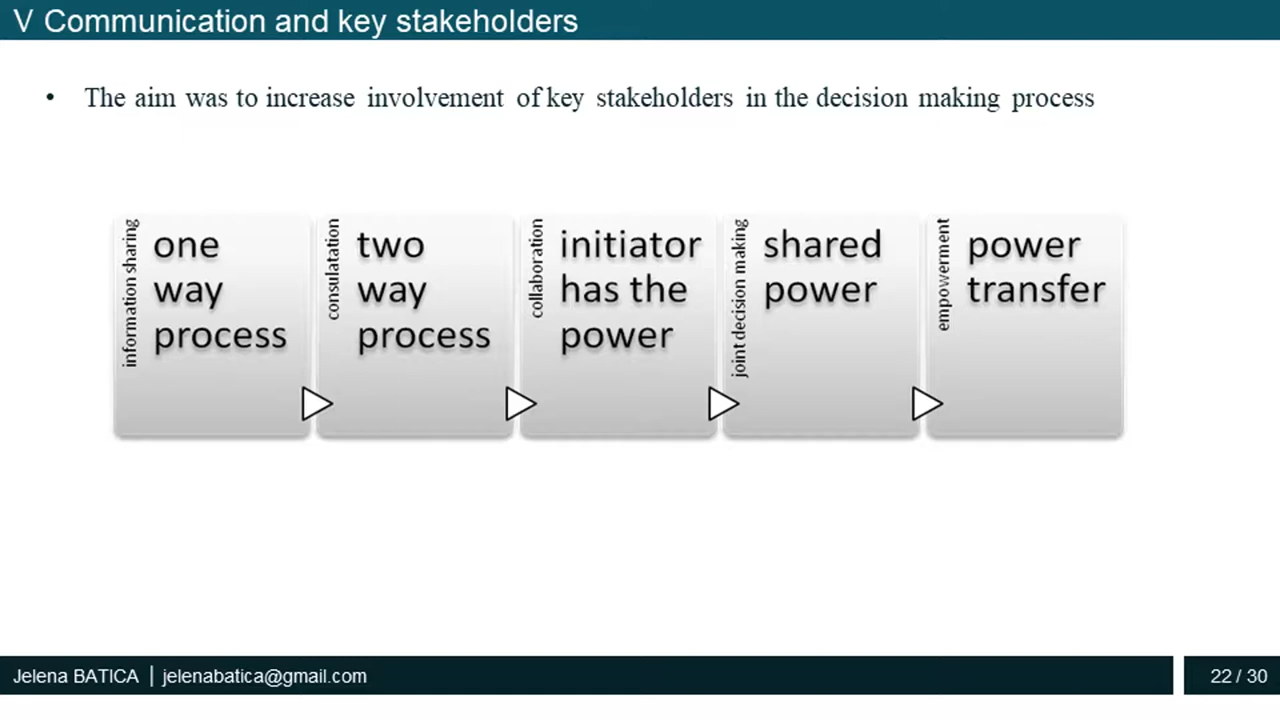 V Communication and key stakeholders
• The aim was to increase involvement of key stakeholders in the decision making process
information sharing
one
way
process
consulatation
two
way
process
collaboration
initiator
has the
power
joint decision making
shared
power
empowerment
power
transfer
Jelena BATICA | jelenabatica@gmail.com
22 / 30